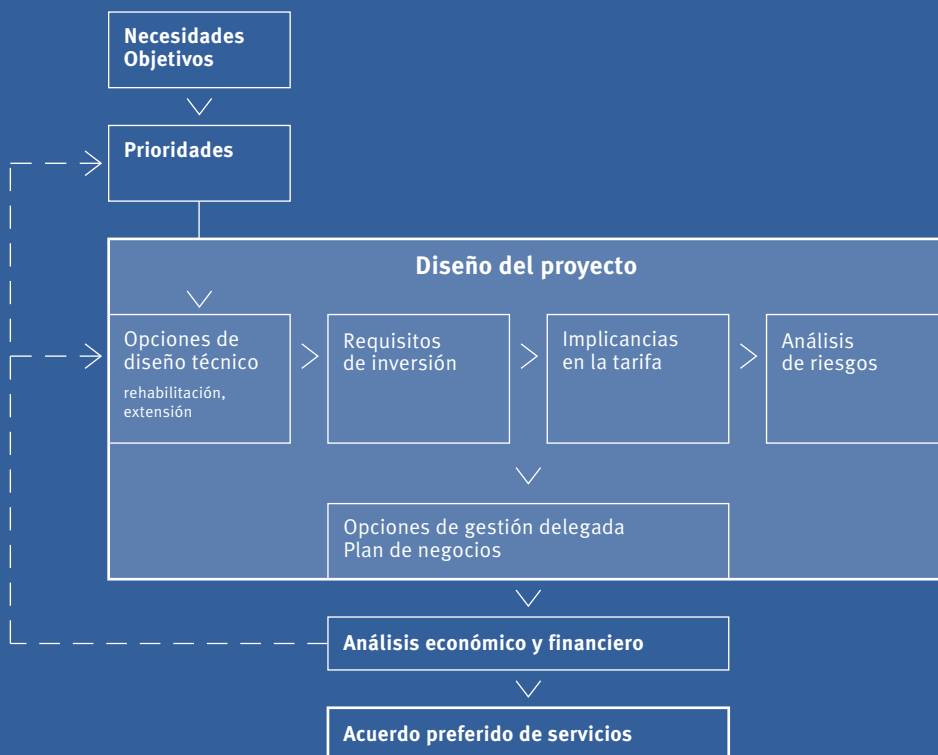 Necesidades
Objetivos
Prioridades
Diseño del proyecto
Opciones de
diseño técnico
rehabilitación,
extensión
Requisitos
de inversión
Implicancias
en la tarifa
Análisis
de riesgos
Opciones de gestión delegada
Plan de negocios
Análisis económico y financiero
Acuerdo preferido de servicios